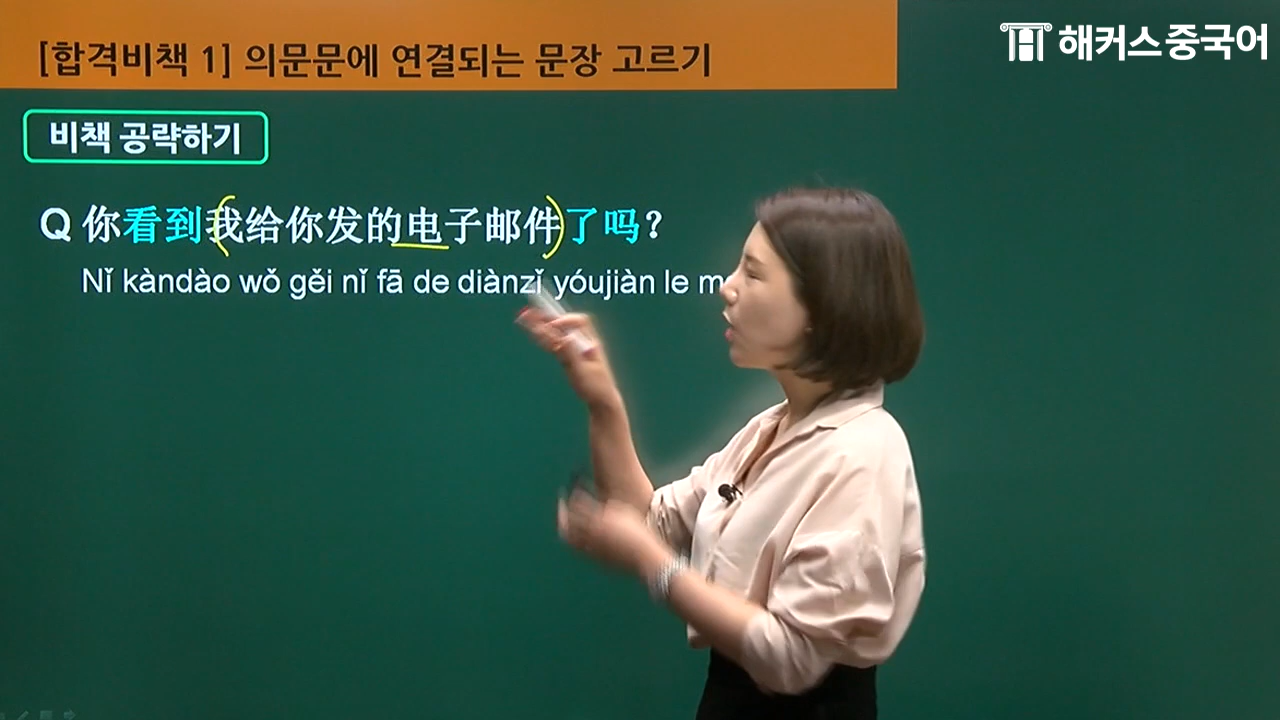 [합격비책 1] 의문문에 연결되는 문장 고르기
해커스중국어
비책 공략하기
Q 你看到我给你发的电子邮件了吗?
Nǐ kàndào wǒ gěi nǐ fā de diànzǐ yóujiàn le